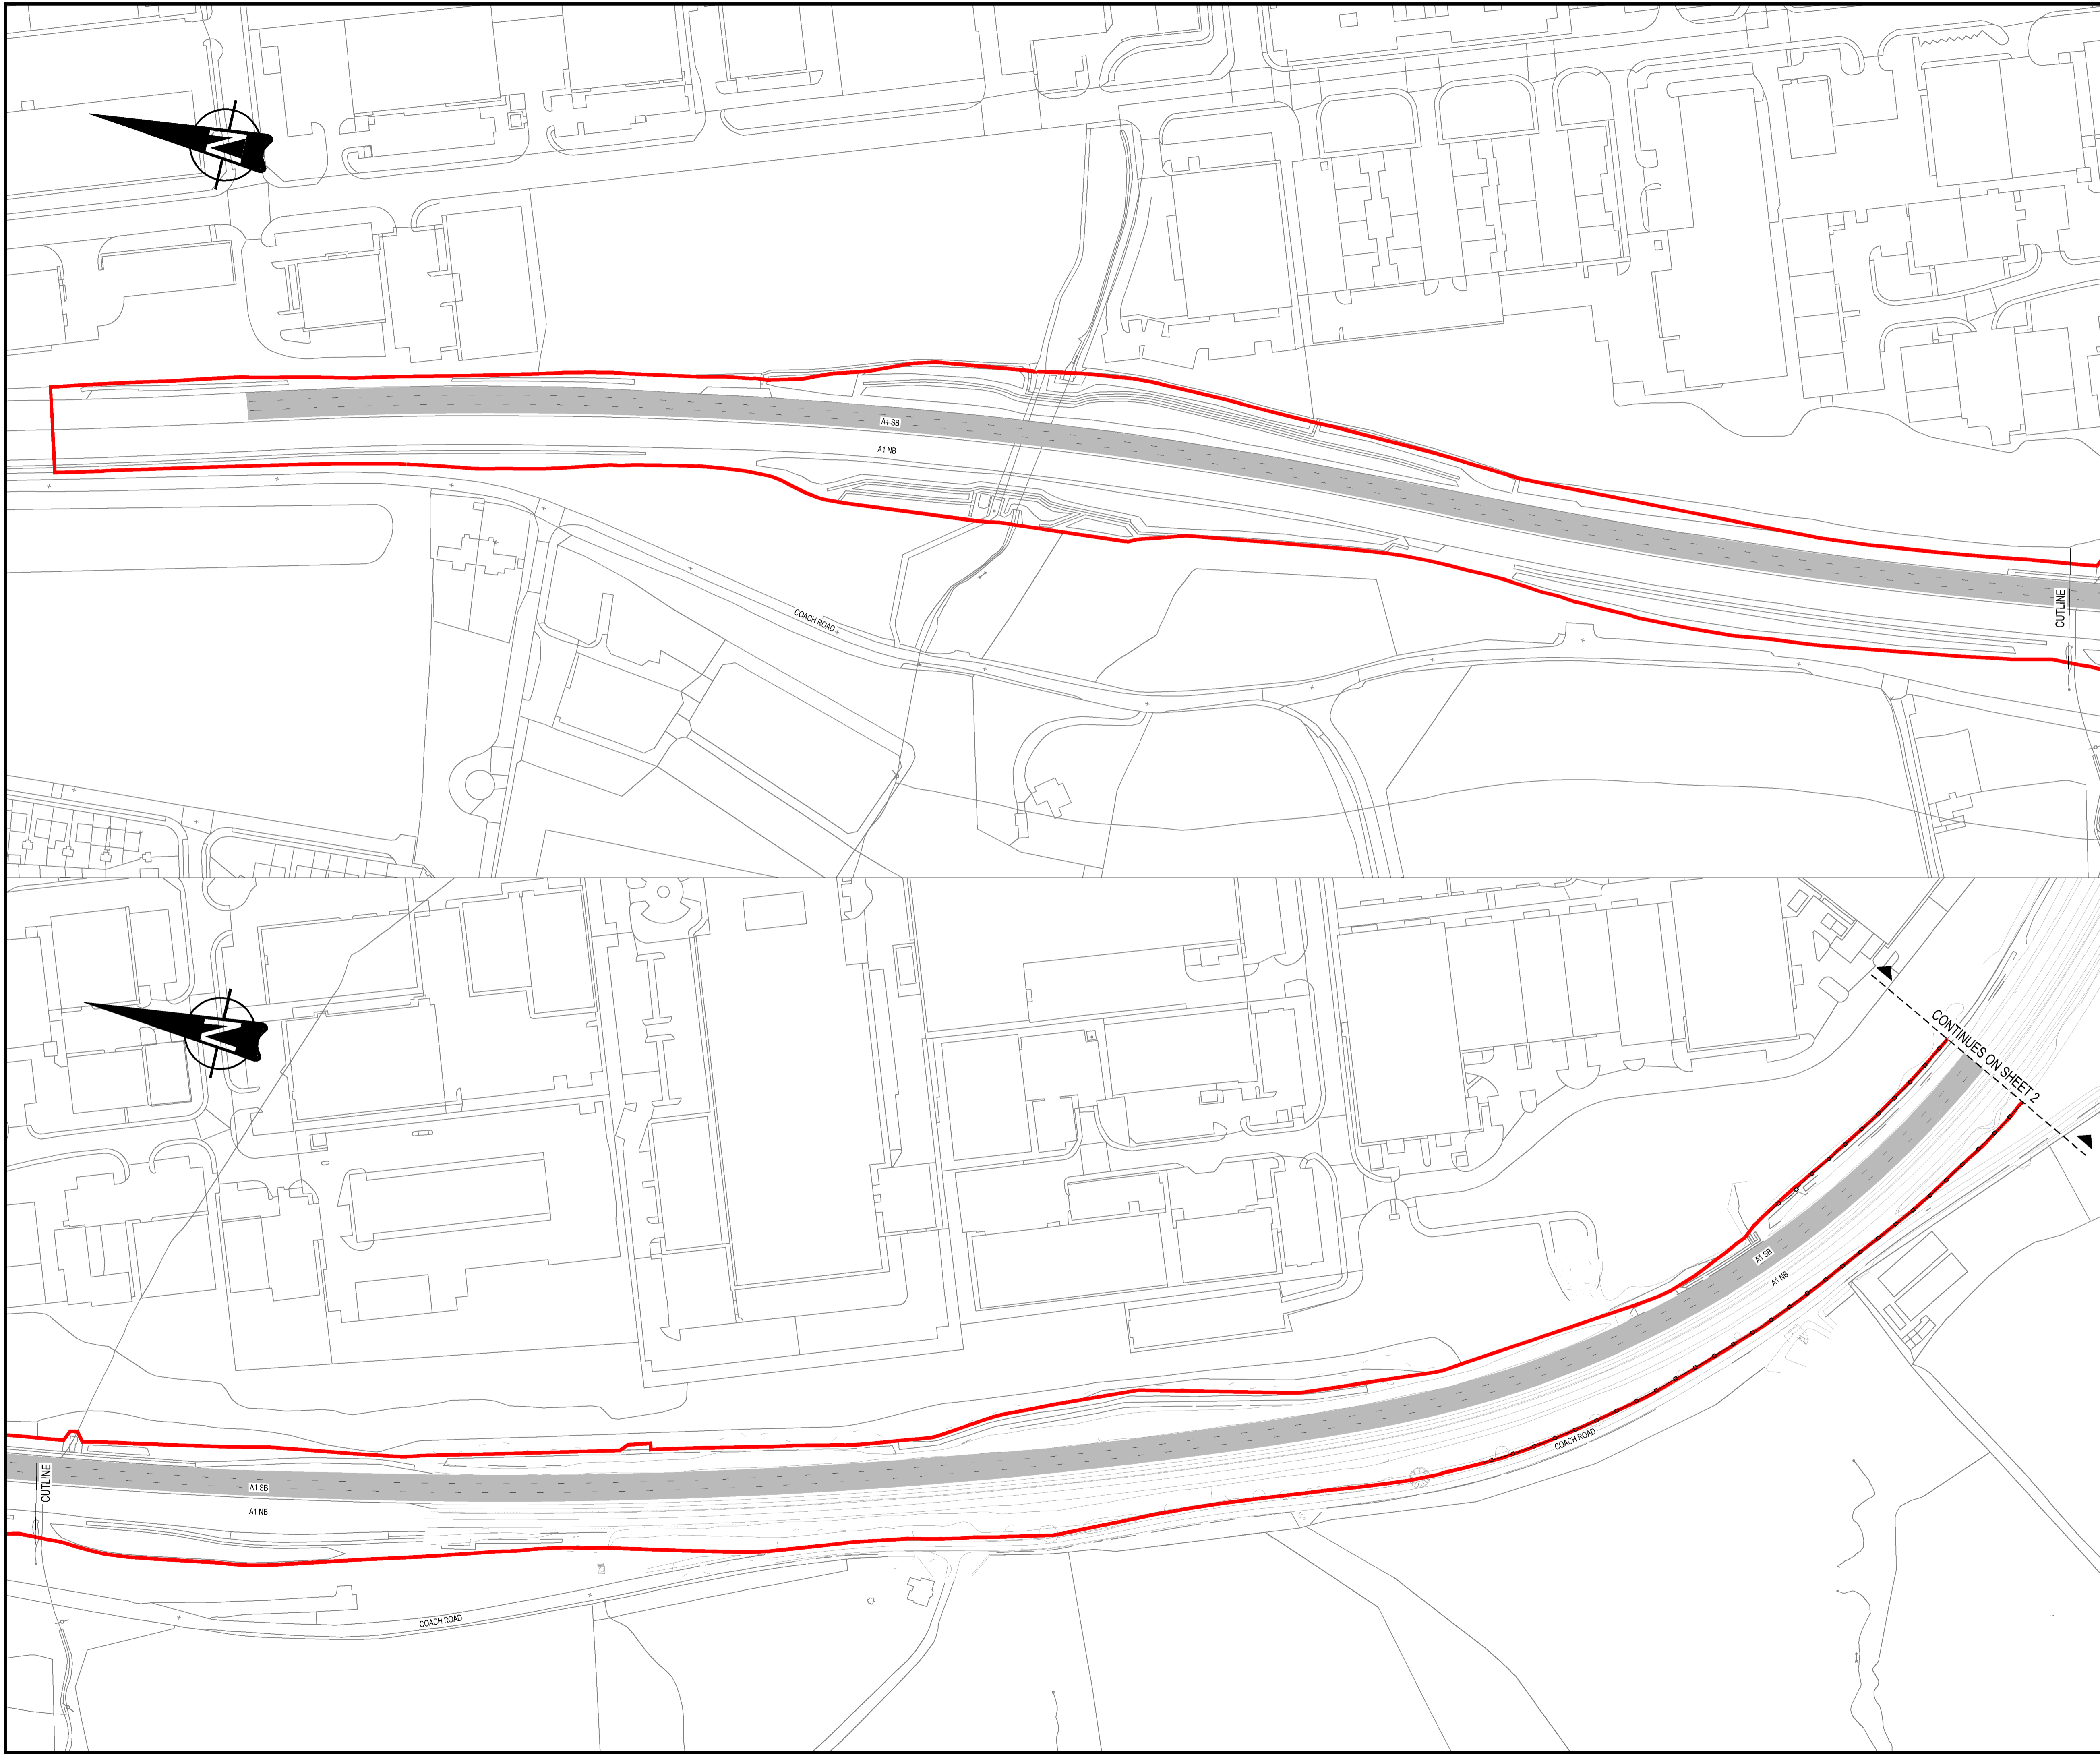 N
A1 SB
A1 NB
COACH ROAD
CUTLINE
N
CONTINUES ON SHEET 2
A1 SB
A1 NB
COACH ROAD
CUTLINE
A1 SB
A1 NB
COACH ROAD